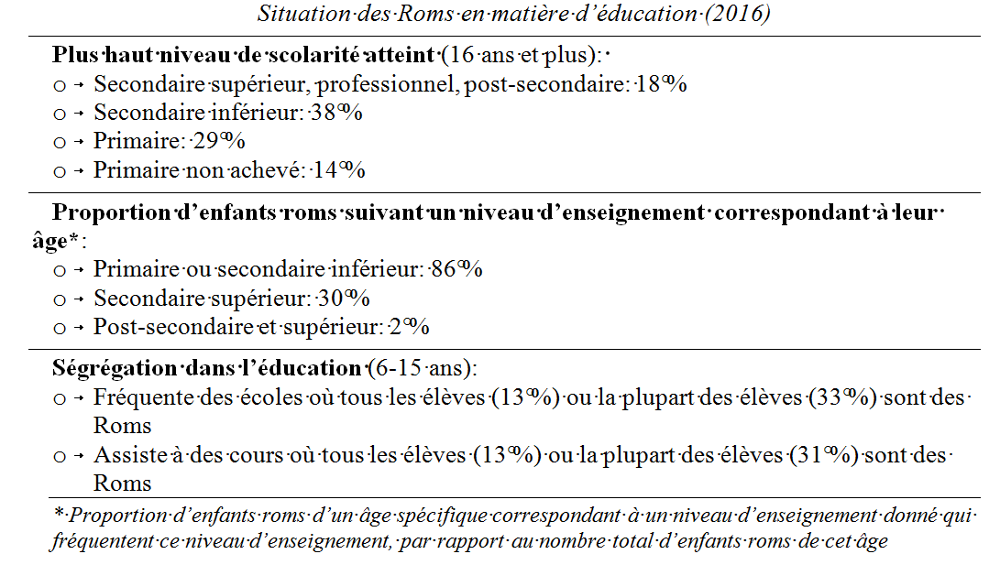 Situation des Roms en matière d’éducation (2016)
Plus haut niveau de scolarité atteint (16 ans et plus):
o → Secondaire supérieur, professionnel, post-secondaire: 18 %
o → Secondaire inférieur: 38 %
o → Primaire: 29 %
o → Primaire non achevé: 14 %
Proportion d’enfants roms suivant un niveau d’enseignement correspondant à leur
âge*:
o → Primaire ou secondaire inférieur: 86 %
o → Secondaire supérieur: 30 %
o → Post-secondaire et supérieur: 2 %
Ségrégation dans l’éducation (6-15 ans):
o → Fréquente des écoles où tous les élèves (13 %) ou la plupart des élèves (33 %) sont des
Roms
o → Assiste à des cours où tous les élèves (13 %) ou la plupart des élèves (31 %) sont des
Roms
* Proportion d’enfants roms d’un âge spécifique correspondant à un niveau d’enseignement donné qui
fréquentent ce niveau d’enseignement, par rapport au nombre total d’enfants roms de cet âge